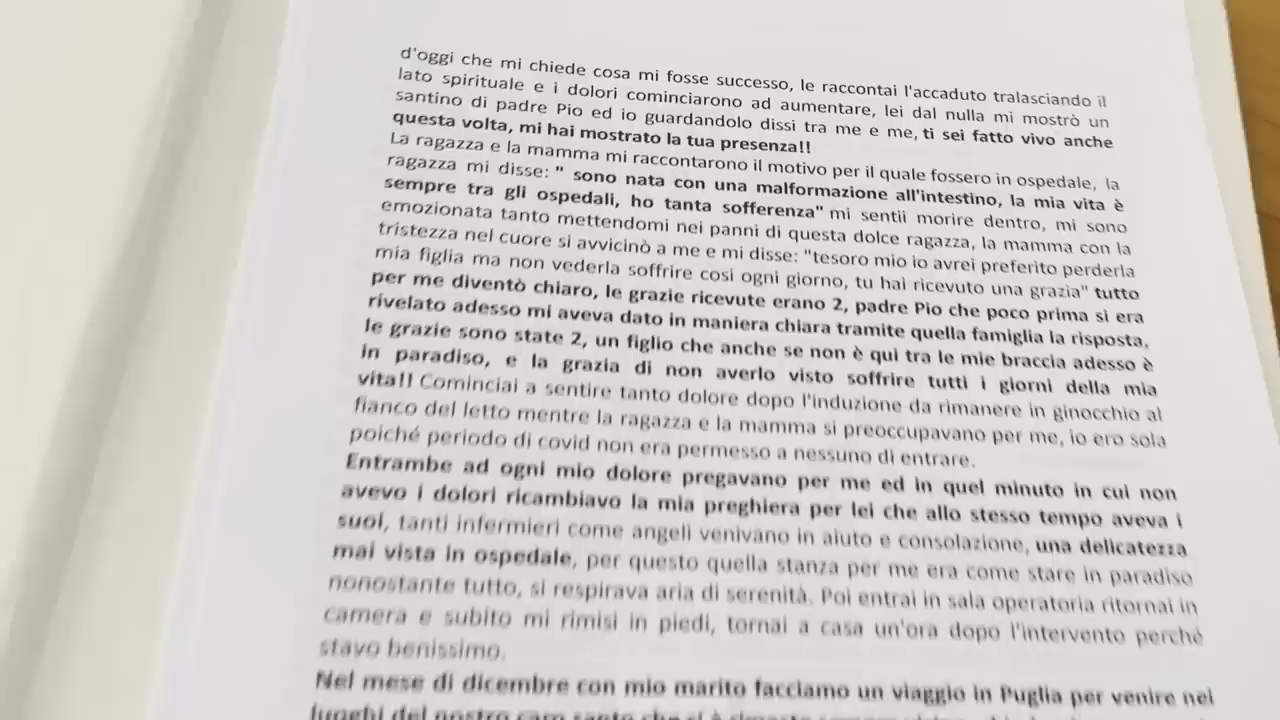 d'oggi che mi chiede cosa mi fosse successo, le raccontai l'accaduto tralasciando il
lato spirituale e i dolori cominciarono ad aumentare, lei dal nulla mi mostrò un
santino di padre Pio ed io guardandolo dissi tra me e me, ti sei fatto vivo anche
questa volta, mi hai mostrato la tua presenza!!
La ragazza e la mamma mi raccontarono il motivo per il quale fossero in ospedale, la
ragazza mi disse: " sono nata con una malformazione all'intestino, la mia vita è
sempre tra gli ospedali, ho tanta sofferenza" mi sentii morire dentro, mi sono
emozionata tanto mettendomi nei panni di questa dolce ragazza, la mamma con la
tristezza nel cuore si avvicinò a me e mi disse: "tesoro mio io avrei preferito perderla
mia figlia ma non vederla soffrire così ogni giorno, tu hai ricevuto una grazia" tutto
per me diventò chiaro, le grazie ricevute erano 2, padre Pio che poco prima si era
rivelato adesso mi aveva dato in maniera chiara tramite quella famiglia la risposta,
le grazie sono state 2, un figlio che anche se non è qui tra le mie braccia adesso è
in paradiso, e la grazia di non averlo visto soffrire tutti i giorni della mia
vita!! Cominciai a sentire tanto dolore dopo l'induzione da rimanere in ginocchio al
fianco del letto mentre la ragazza e la mamma si preoccupavano per me, io ero sola
poiché periodo di covid non era permesso a nessuno di entrare.
Entrambe ad ogni mio dolore pregavano per me ed in quel minuto in cui non
avevo i dolori ricambiavo la mia preghiera per lei che allo stesso tempo aveva i
suoi, tanti infermieri come angeli venivano in aiuto e consolazione, una delicatezza
mai vista in ospedale, per questo quella stanza per me era come stare in paradiso
nonostante tutto, si respirava aria di serenità. Poi entrai in sala operatoria ritornai in
camera e subito mi rimisi in piedi, tornai a casa un'ora dopo l'intervento perché
stavo benissimo.
Nel mese di dicembre con mio marito facciamo un viaggio in Puglia per venire nei
luoghi del nostro caro santo che si è